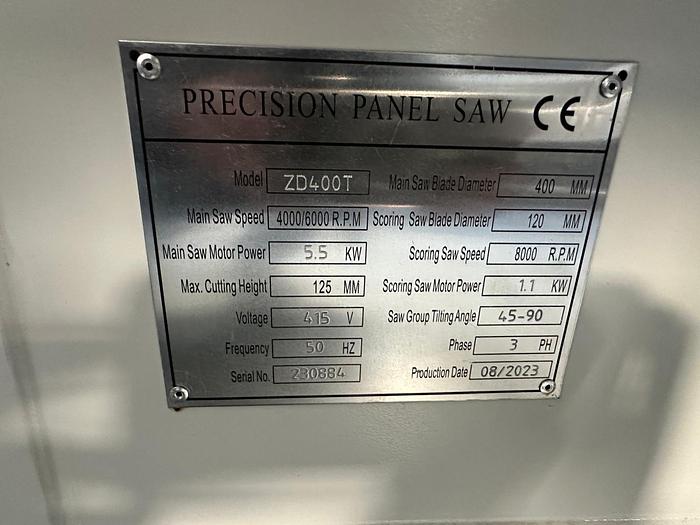 PRECISION PANEL SAW CE
Model ZD400T Main Saw Blade Diameter 400 MM
Main Saw Speed 4000/6000 R.P.M Scoring Saw Blade Diameter 120 MM
Main Saw Motor Power 5.5 KW Scoring Saw Speed 8000 R.P.M
Max. Cutting Height 125 MM Scoring Saw Motor Power 1.1 KW
Voltage 415 V Saw Group Tilting Angle 45-90
Frequency 50 HZ Phase 3 PH
Serial No. 230884 Production Date 08/2023